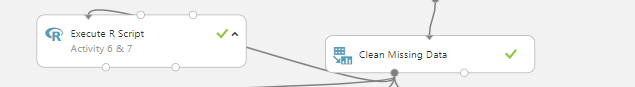 Execute R Script
Activity 6 & 7
Clean Missing Data